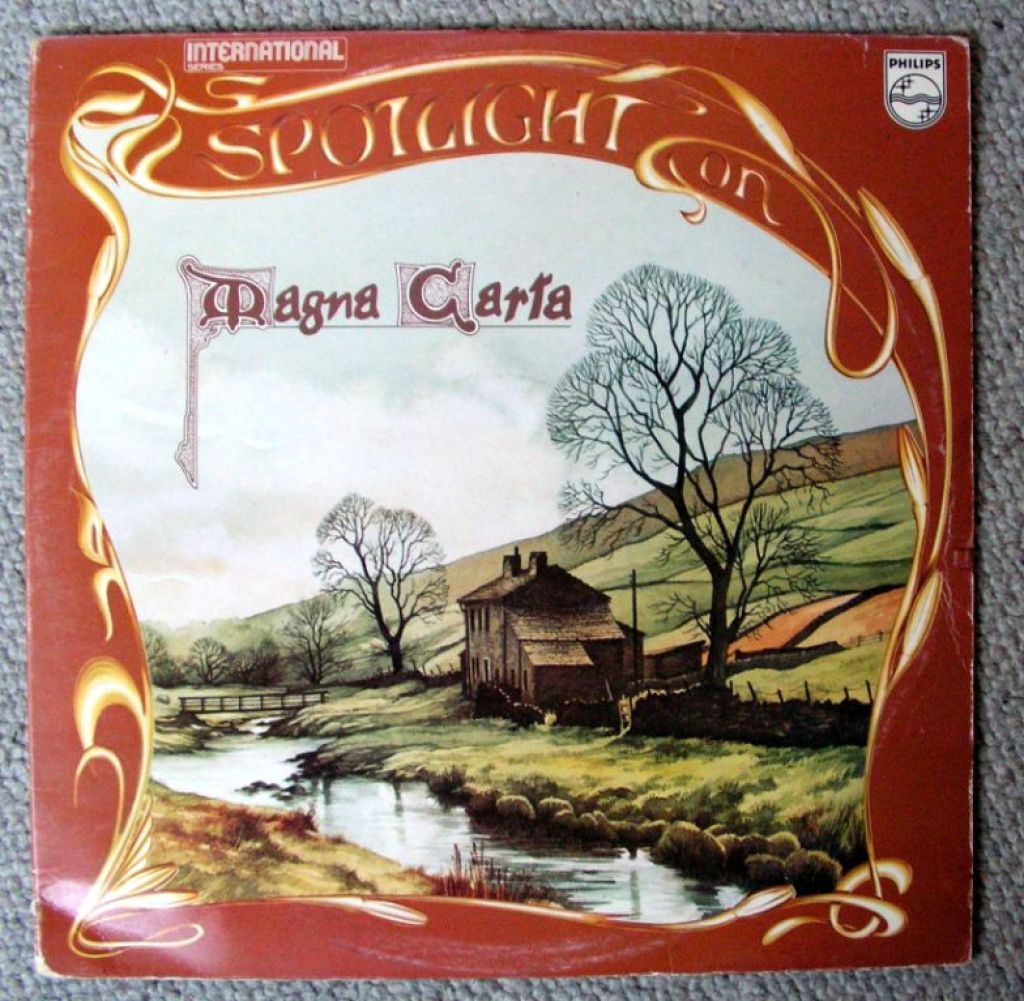 INTERNATIONAL
SERIES
PHILIPS
SPOTLIGHT
on
Magna Carta